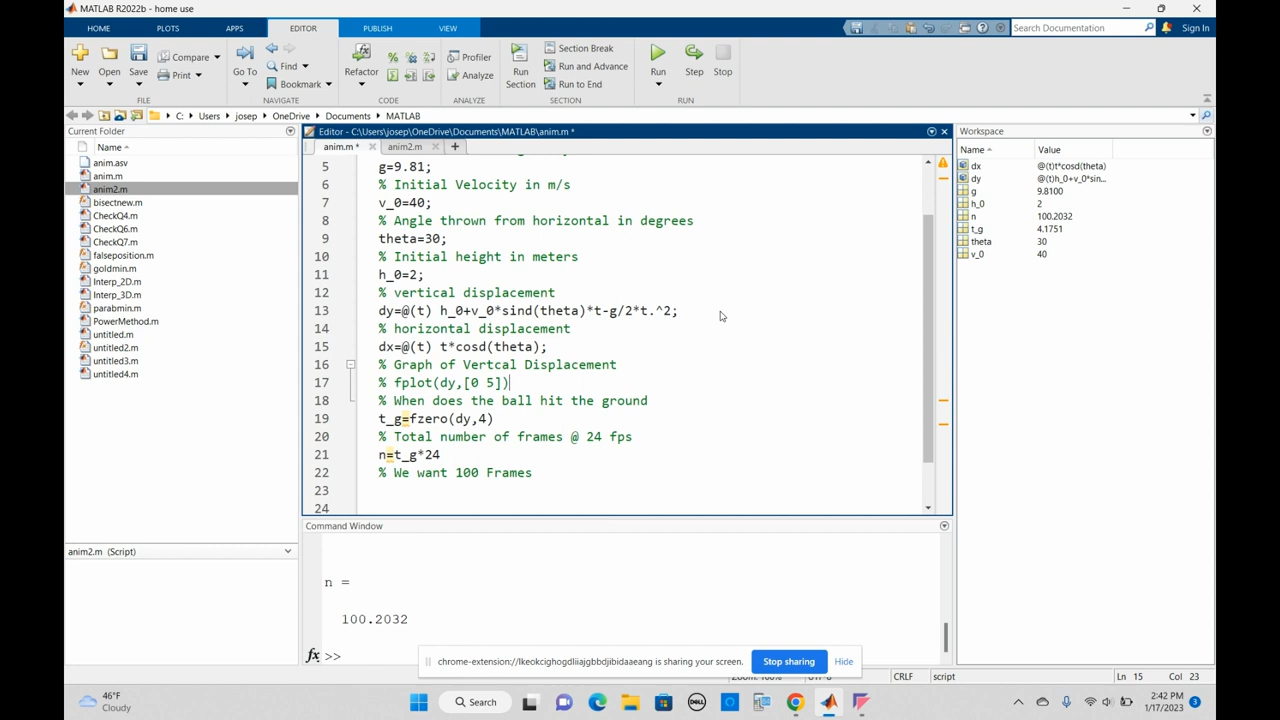 MATLAB R2022b - home use
HOME PLOTS APPS EDITOR PUBLISH VIEW
Search Documentation
Sign In
New Open Save
Compare
Print
Go To
Find
Bookmark
Refactor
Profiler
Analyze
Run Section
Section Break
Run and Advance
Run to End
Run Step Stop
FILE NAVIGATE CODE ANALYZE SECTION RUN
C: Users josep OneDrive Documents MATLAB
Current Folder
Name
anim.asv
anim.m
anim2.m
bisectnew.m
CheckQ4.m
CheckQ6.m
CheckQ7.m
falseposition.m
goldmin.m
Interp_2D.m
Interp_3D.m
parabmin.m
PowerMethod.m
untitled.m
untitled2.m
untitled3.m
untitled4.m
anim2.m (Script)
Editor - C:\Users\josep\OneDrive\Documents\MATLAB\anim.m *
anim.m * anim2.m
5 g=9.81;
6 % Initial Velocity in m/s
7 v_0=40;
8 % Angle thrown from horizontal in degrees
9 theta=30;
10 % Initial height in meters
11 h_0=2;
12 % vertical displacement
13 dy=@(t) h_0+v_0*sind(theta)*t-g/2*t.^2;
14 % horizontal displacement
15 dx=@(t) t*cosd(theta);
16 % Graph of Vertcal Displacement
17 % fplot(dy,[0 5])
18 % When does the ball hit the ground
19 t_g=fzero(dy,4)
20 % Total number of frames @ 24 fps
21 n=t_g*24
22 % We want 100 Frames
23
24
Command Window
n =
100.2032
fx >>
Workspace
Name Value
dx @(t)t*cosd(theta)
dy @(t)h_0+v_0*sin...
g 9.8100
h_0 2
n 100.2032
t_g 4.1751
theta 30
v_0 40
chrome-extension://lkeokcighogdliiajgbbdjibidaaeang is sharing your screen.
Stop sharing
Hide
CRLF script Ln 15 Col 23
46°F
Cloudy
Search
DELL
2:42 PM
1/17/2023
3